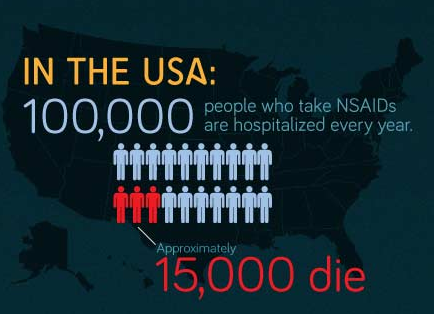 IN THE USA:
100,000 people who take NSAIDs
are hospitalized every year.
Approximately
15,000 die